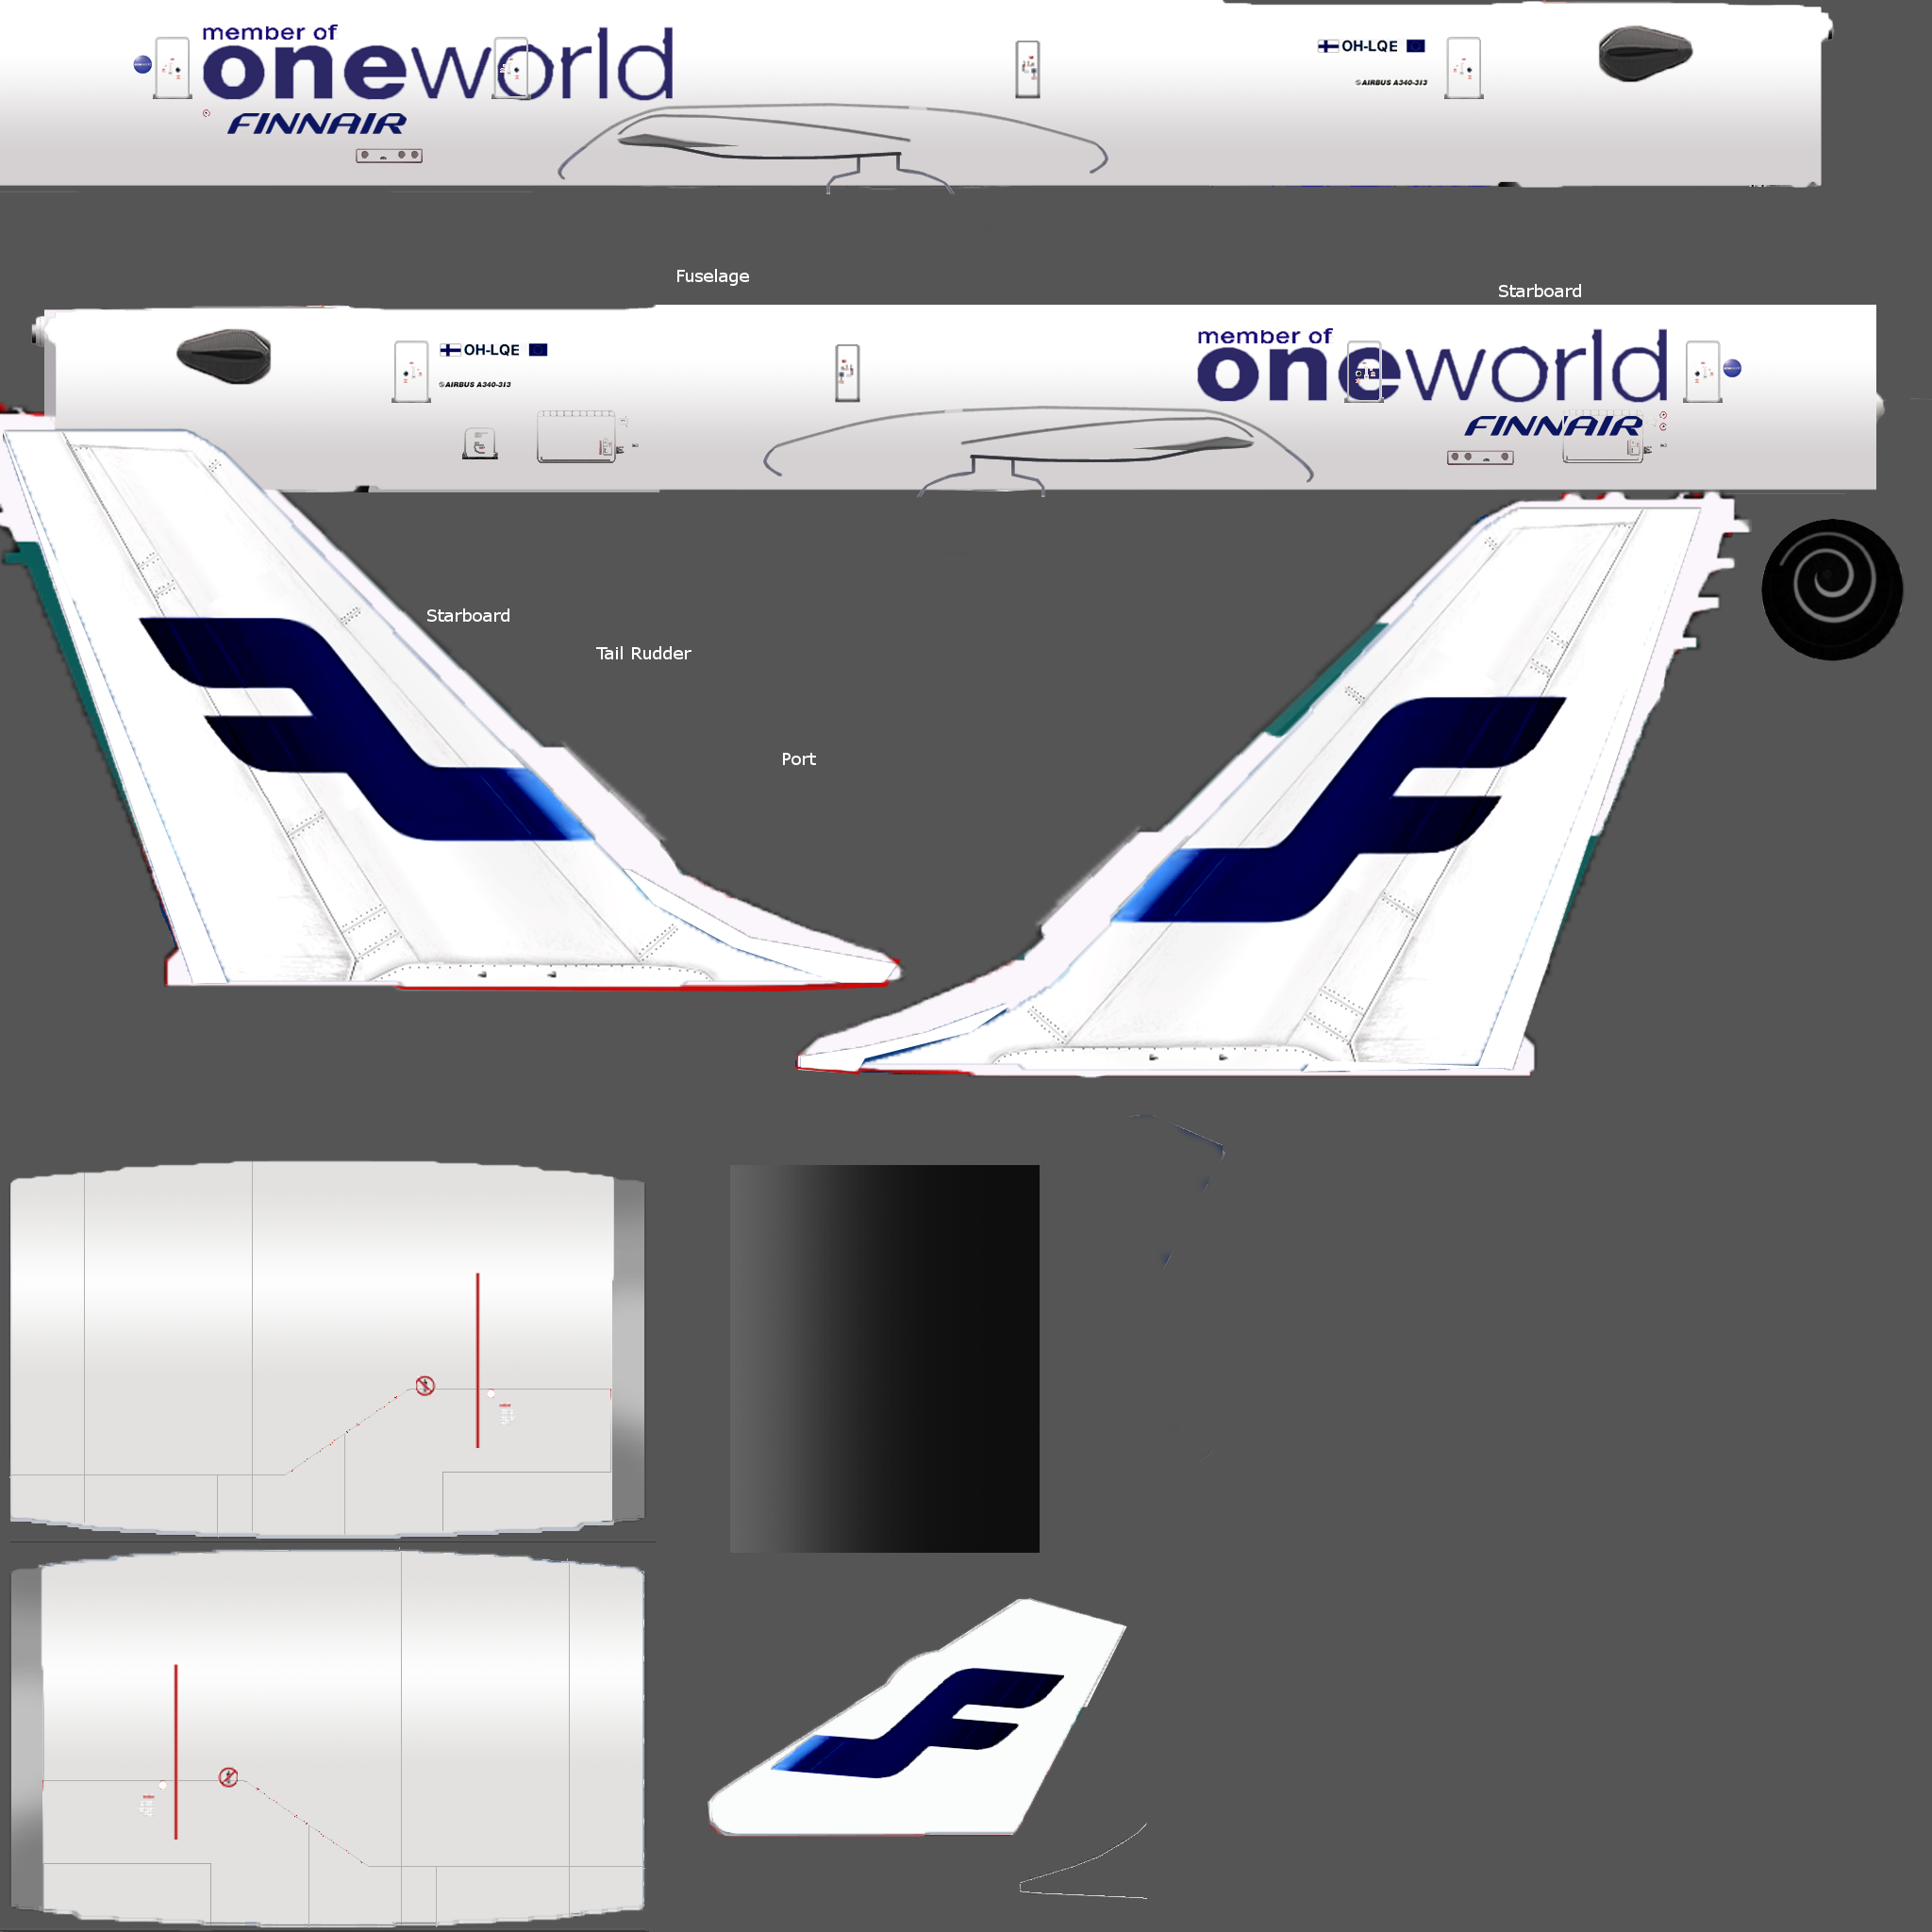 member of
oneworld
FINNAIR
OH-LQE
AIRBUS A340-313
Fuselage
Starboard
OH-LQE
AIRBUS A340-313
member of
oneworld
FINNAIR
Starboard
Tail Rudder
Port